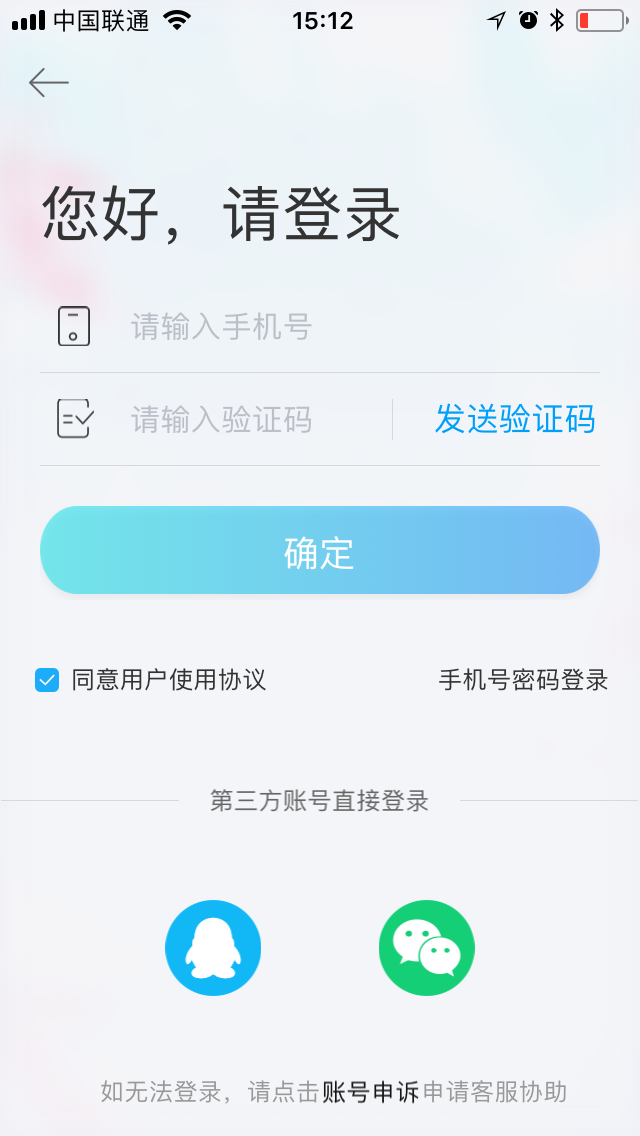 中国联通
15:12
您好，请登录
请输入手机号
请输入验证码
发送验证码
确定
同意用户使用协议
手机号密码登录
第三方账号直接登录
如无法登录，请点击账号申诉申请客服协助